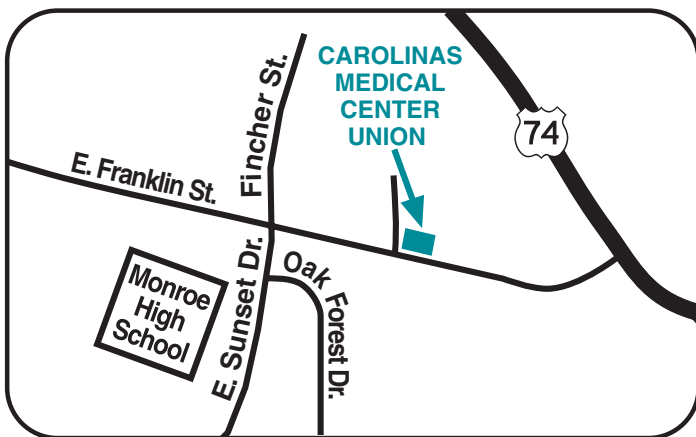 CAROLINAS
MEDICAL
CENTER
UNION
74
Fincher St.
E. Franklin St.
E. Sunset Dr.
Oak Forest Dr.
Monroe
High
School